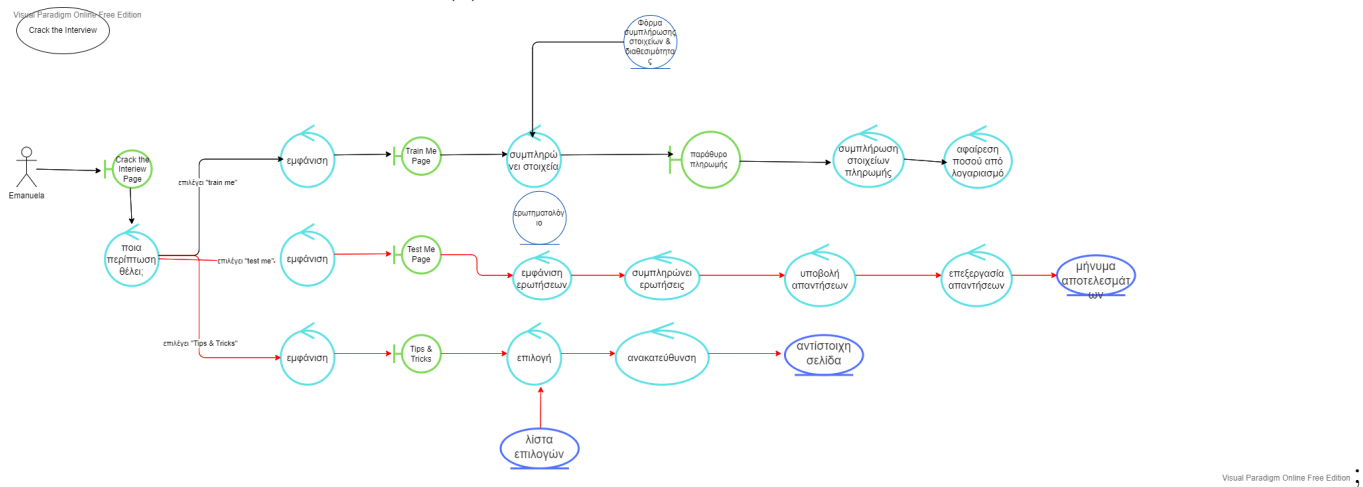 Visual Paradigm Online Free Edition
Crack the Interview
Φόρμα
συμπλήρωσης
στοιχείων &
διαθεσιμότητα
ς
Emanuela
Crack the
Interiew
Page
επιλέγει "train me"
εμφάνιση
Train Me
Page
συμπληρώ
νει στοιχεία
παράθυρο
πληρωμής
συμπλήρωση
στοιχείων
πληρωμής
αφαίρεση
ποσού από
λογαριασμό
ερωτηματολόγ
ιο
ποια
περίπτωση
θέλει;
επιλέγει "test me"
εμφάνιση
Test Me
Page
εμφάνιση
ερωτήσεων
συμπληρώνει
ερωτήσεις
υποβολή
απαντήσεων
επεξεργασία
απαντήσεων
μήνυμα
αποτελεσμάτ
ων
επιλέγει "Tips & Tricks"
εμφάνιση
Tips &
Tricks
επιλογή
ανακατεύθυνση
αντίστοιχη
σελίδα
λίστα
επιλογών
Visual Paradigm Online Free Edition ;